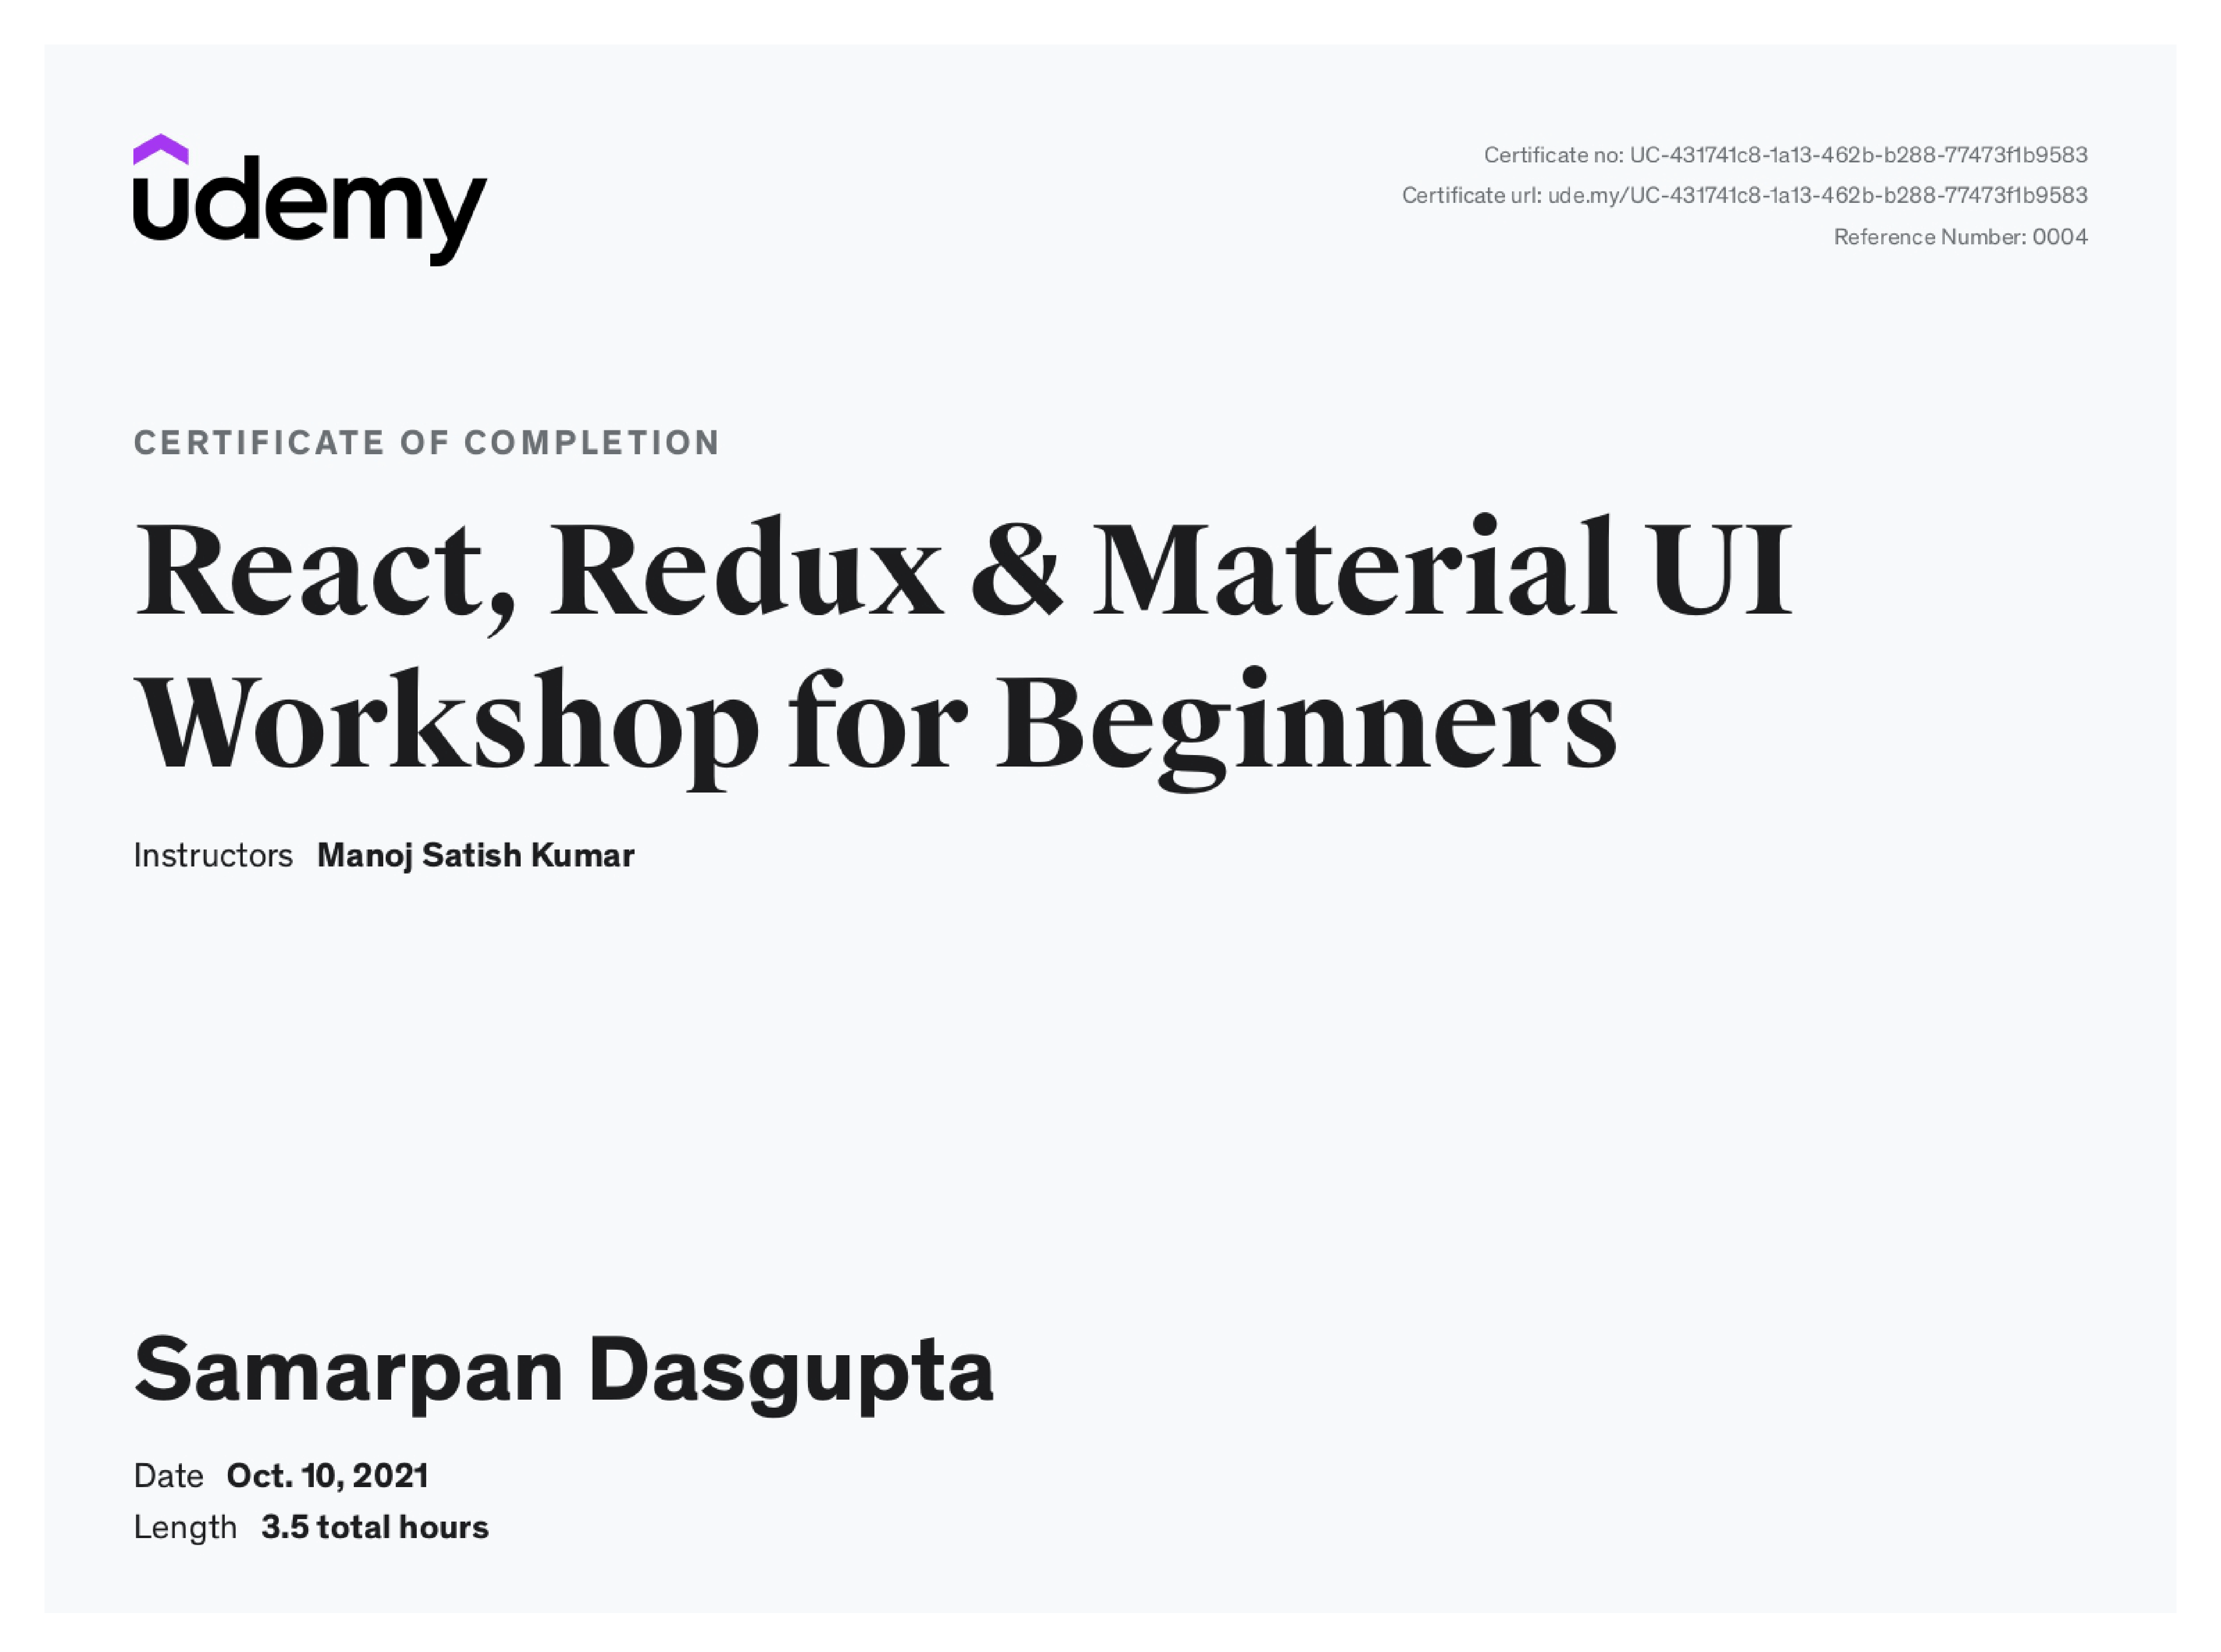 udemy
Certificate no: UC-431741c8-1a13-462b-b288-77473f1b9583
Certificate url: ude.my/UC-431741c8-1a13-462b-b288-77473f1b9583
Reference Number: 0004
CERTIFICATE OF COMPLETION
React, Redux & Material UI
Workshop for Beginners
Instructors Manoj Satish Kumar
Samarpan Dasgupta
Date Oct. 10, 2021
Length 3.5 total hours